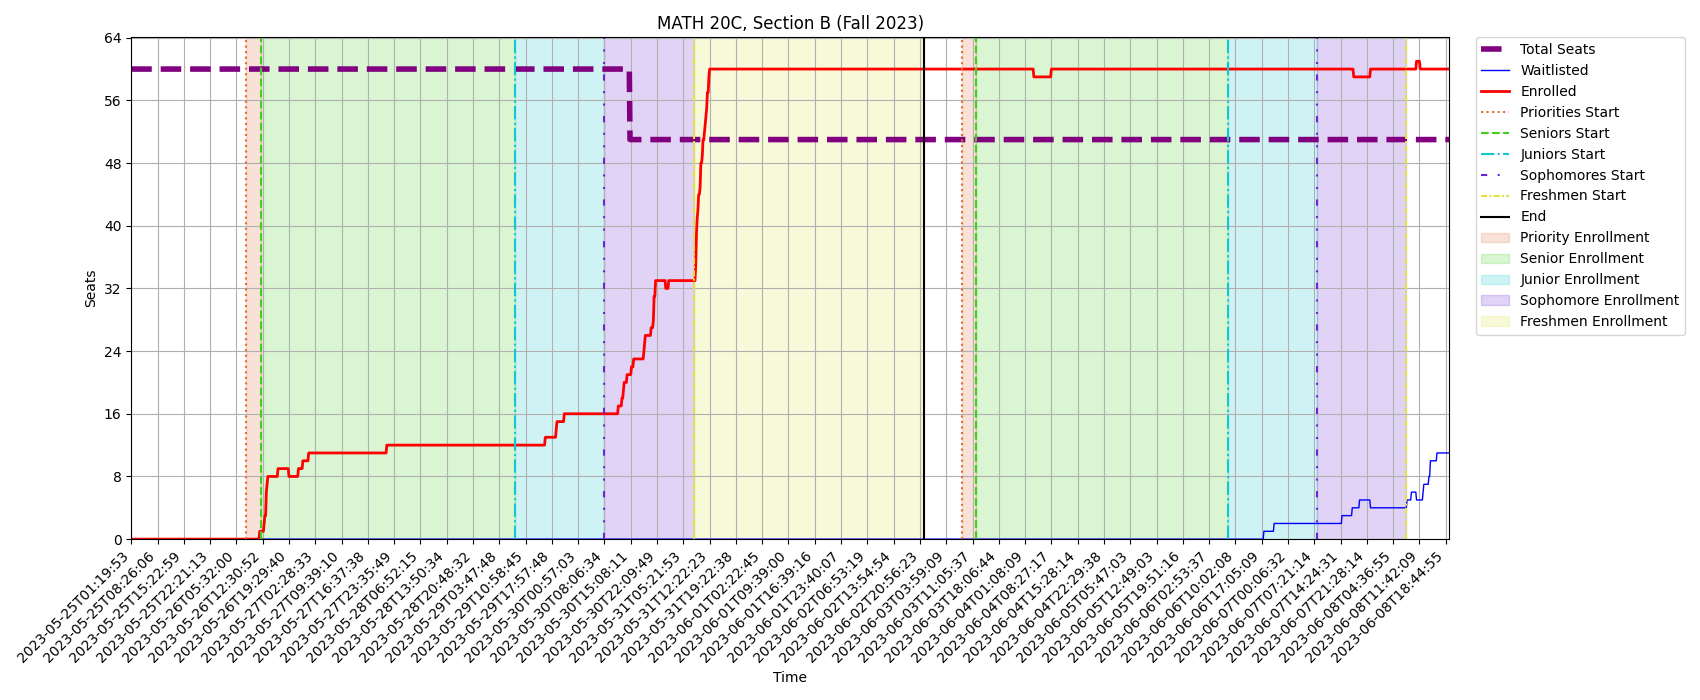 MATH 20C, Section B (Fall 2023)
64
56
48
40
32
24
16
8
0
Seats
2023-05-25T01:19:53
2023-05-25T08:26:06
2023-05-25T15:22:59
2023-05-25T22:21:13
2023-05-26T05:32:00
2023-05-26T12:30:52
2023-05-26T19:29:40
2023-05-27T02:28:33
2023-05-27T09:39:10
2023-05-27T16:37:38
2023-05-27T23:35:49
2023-05-28T06:52:15
2023-05-28T13:50:34
2023-05-28T20:48:32
2023-05-29T03:47:48
2023-05-29T10:58:45
2023-05-29T17:57:48
2023-05-30T00:57:03
2023-05-30T08:06:34
2023-05-30T15:08:11
2023-05-30T22:09:49
2023-05-31T05:21:53
2023-05-31T12:22:23
2023-05-31T19:22:38
2023-06-01T02:22:45
2023-06-01T09:39:00
2023-06-01T16:39:16
2023-06-01T23:40:07
2023-06-02T06:53:19
2023-06-02T13:54:54
2023-06-02T20:56:23
2023-06-03T03:59:09
2023-06-03T11:05:37
2023-06-03T18:06:44
2023-06-04T01:08:09
2023-06-04T08:27:17
2023-06-04T15:28:14
2023-06-04T22:29:38
2023-06-05T05:47:03
2023-06-05T12:49:03
2023-06-05T19:51:16
2023-06-06T02:53:37
2023-06-06T10:02:08
2023-06-06T17:05:09
2023-06-07T00:06:32
2023-06-07T07:21:14
2023-06-07T14:24:31
2023-06-07T21:28:14
2023-06-08T04:36:55
2023-06-08T11:42:09
2023-06-08T18:44:55
Time
Total Seats
Waitlisted
Enrolled
Priorities Start
Seniors Start
Juniors Start
Sophomores Start
Freshmen Start
End
Priority Enrollment
Senior Enrollment
Junior Enrollment
Sophomore Enrollment
Freshmen Enrollment